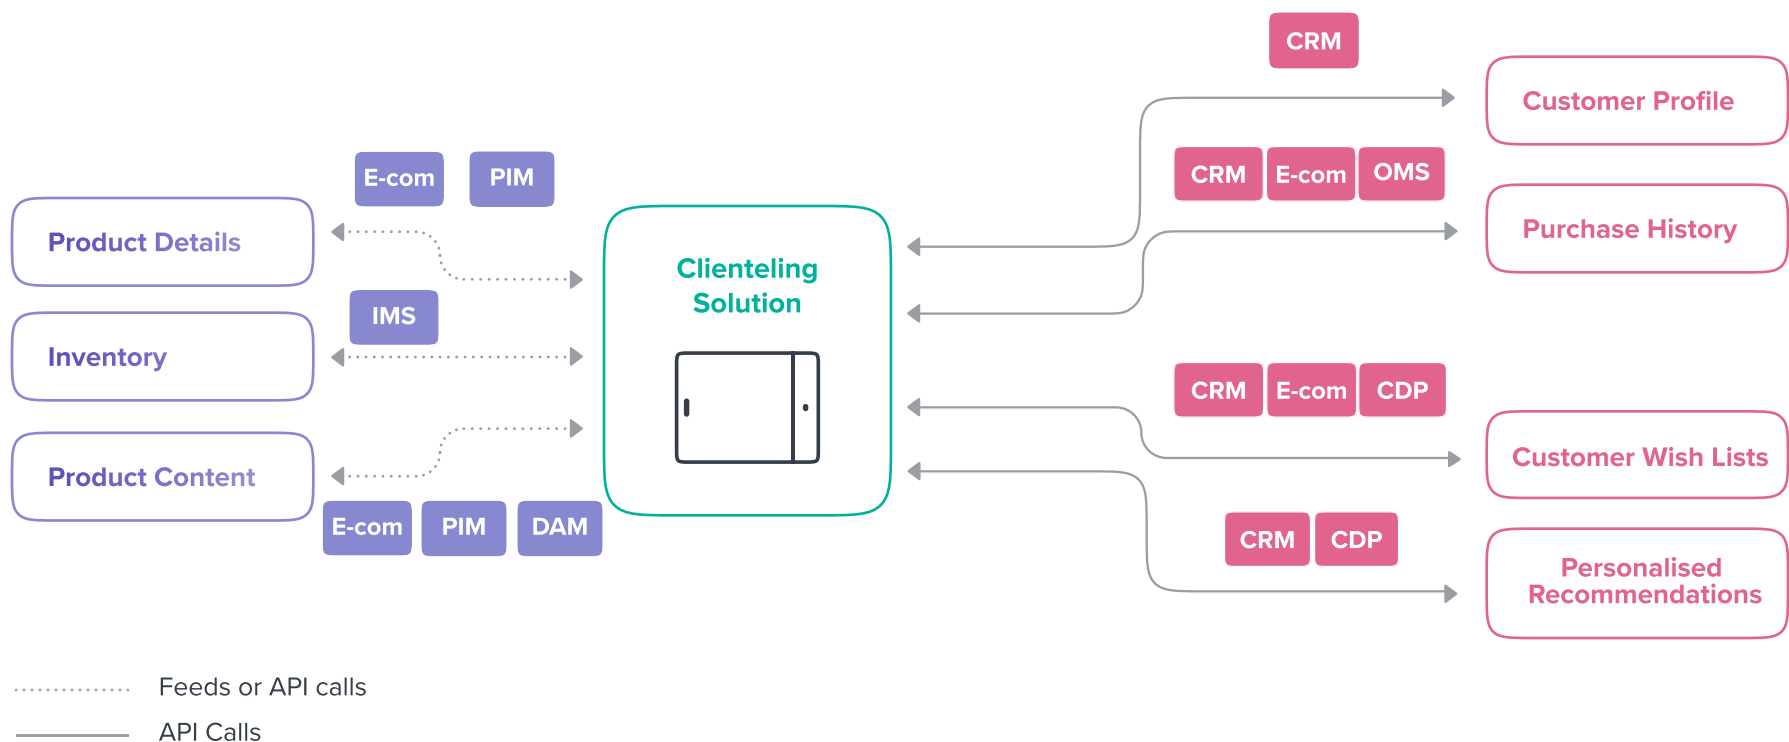 CRM
Customer Profile
CRM E-com OMS
Purchase History
E-com PIM
Product Details
IMS
Inventory
Product Content
E-com PIM DAM
Clienteling
Solution
CRM E-com CDP
Customer Wish Lists
CRM CDP
Personalised
Recommendations
Feeds or API calls
API Calls